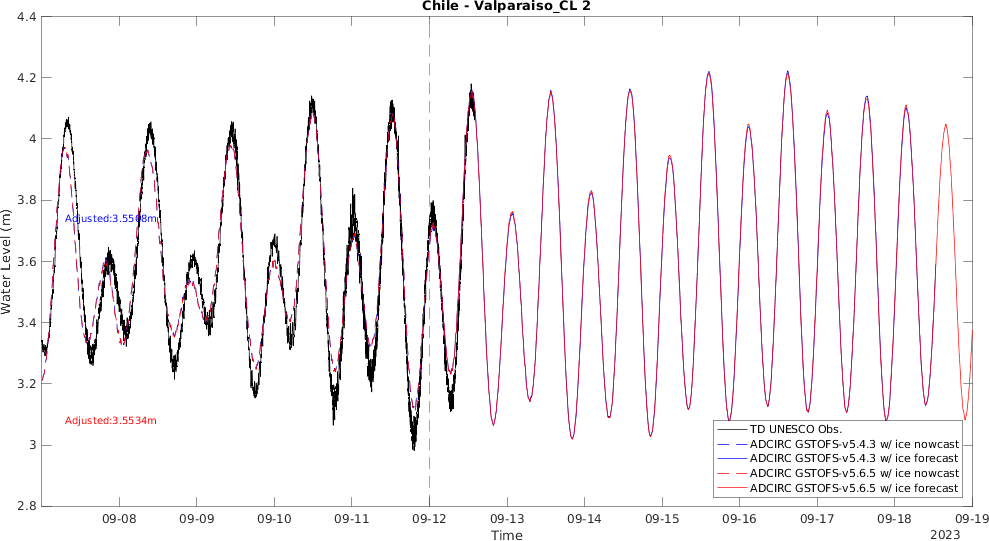 Chile - Valparaiso_CL 2
4.4
4.2
4
3.8
3.6
3.4
3.2
3
2.8
Water Level (m)
Adjusted:3.5508m
Adjusted:3.5534m
TD UNESCO Obs.
ADCIRC GSTOFS-v5.4.3 w/ ice nowcast
ADCIRC GSTOFS-v5.4.3 w/ ice forecast
ADCIRC GSTOFS-v5.6.5 w/ ice nowcast
ADCIRC GSTOFS-v5.6.5 w/ ice forecast
09-08 09-09 09-10 09-11 09-12 09-13 09-14 09-15 09-16 09-17 09-18 09-19
Time
2023